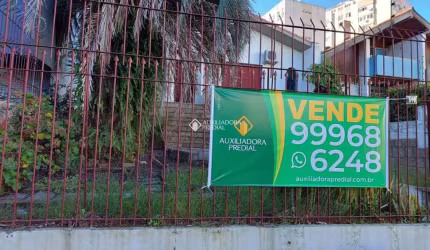 VENDE
99968
6248
AUXILIADORA
PREDIAL
auxiliadorapredial.com.br
AUXILIADORA
PREDIAL